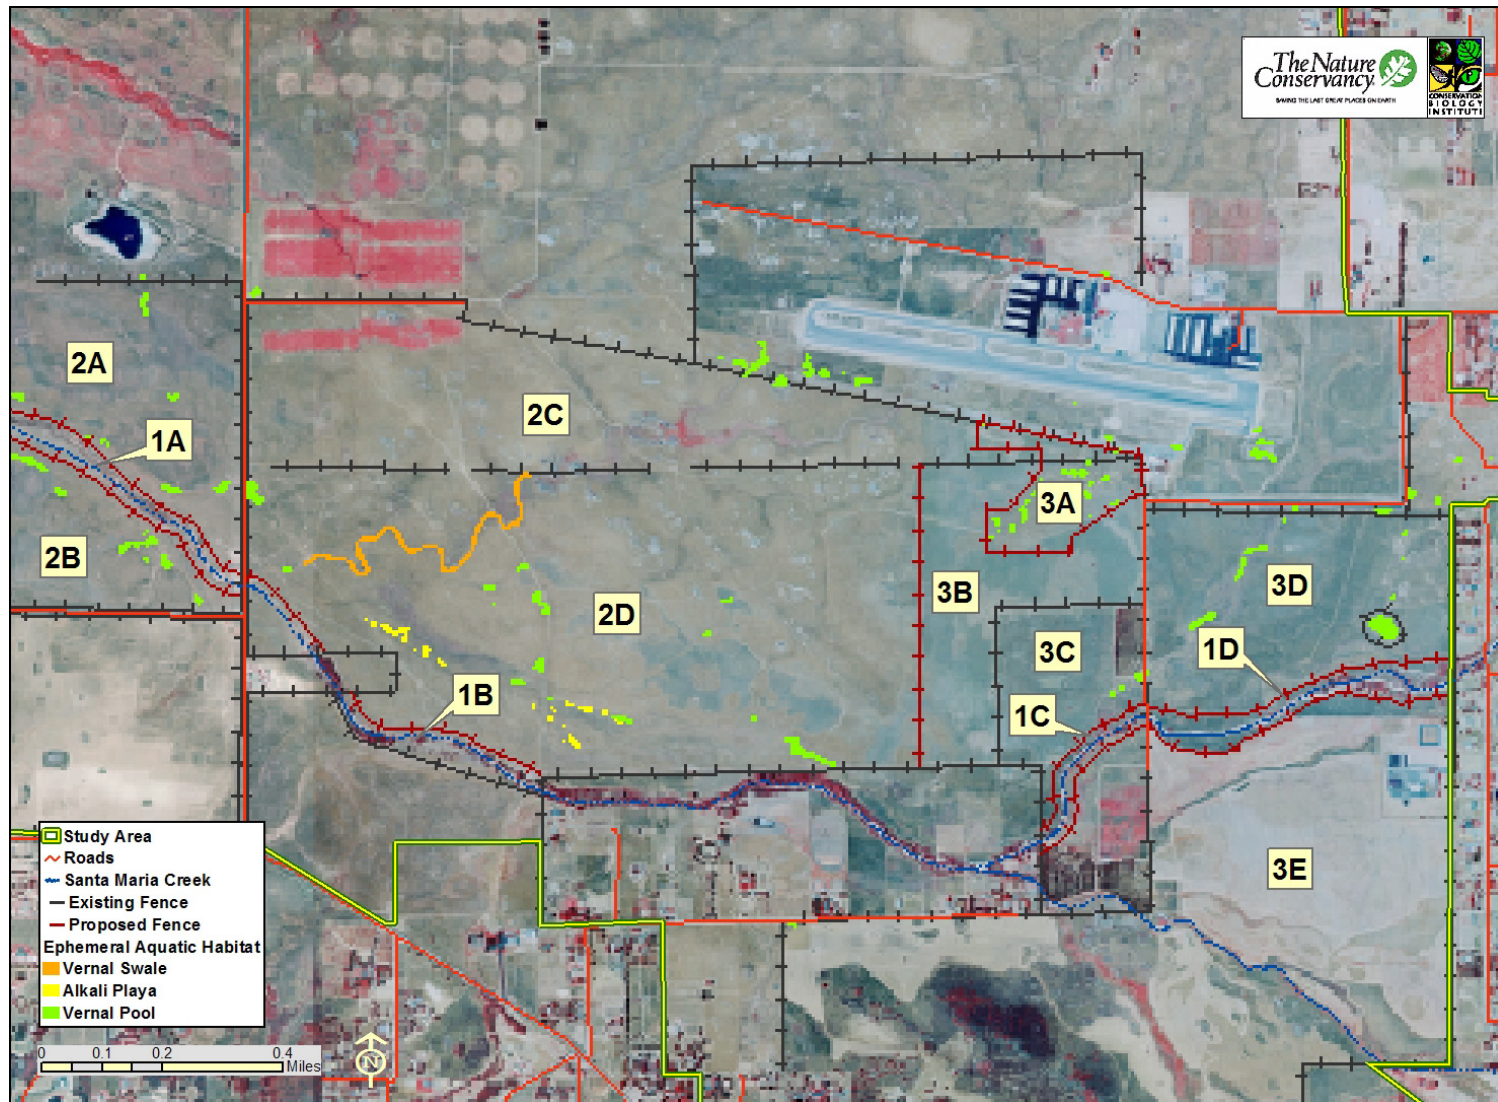 The Nature
Conservancy
SAVING THE LAST GREAT PLACES ON EARTH
CONSERVATION
BIOLOGY
INSTITUTE
2A
1A
2C
3A
2B
3B
2D
3D
3C
1D
1B
1C
3E
Study Area
Roads
Santa Maria Creek
Existing Fence
Proposed Fence
Ephemeral Aquatic Habitat
Vernal Swale
Alkali Playa
Vernal Pool
0 0.1 0.2 0.4
Miles
N